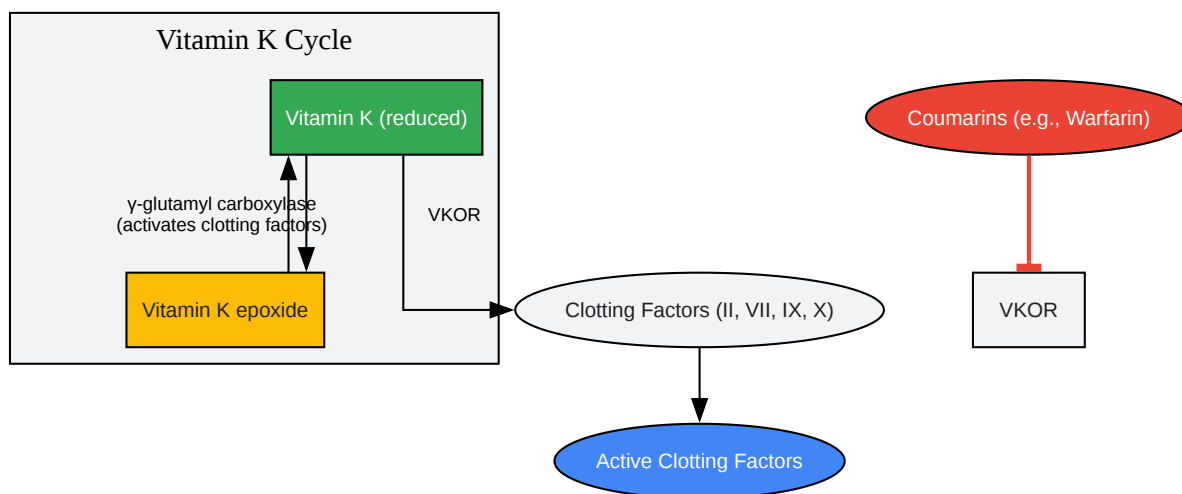 Vitamin K Cycle
Vitamin K (reduced)
Coumarins (e.g., Warfarin)
γ-glutamyl carboxylase
(activates clotting factors)
VKOR
Vitamin K epoxide
Clotting Factors (II, VII, IX, X)
VKOR
Active Clotting Factors